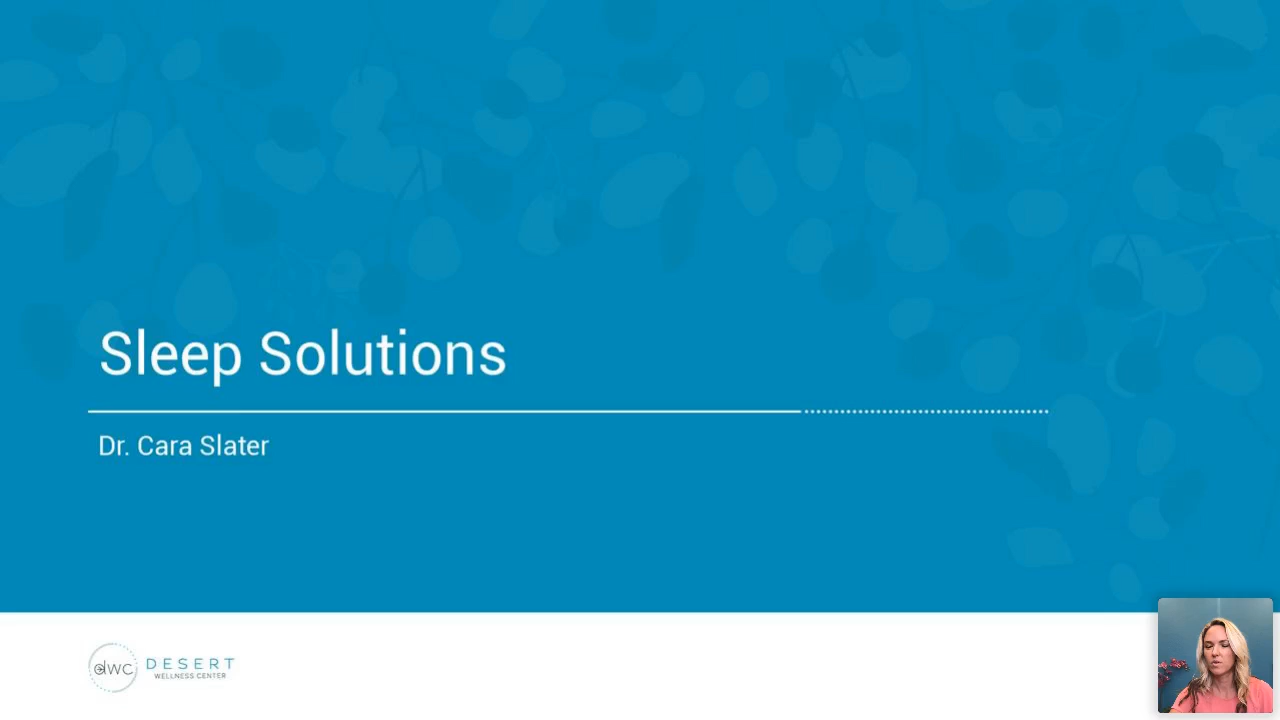 Sleep Solutions
Dr. Cara Slater
dwc
DESERT
WELLNESS CENTER